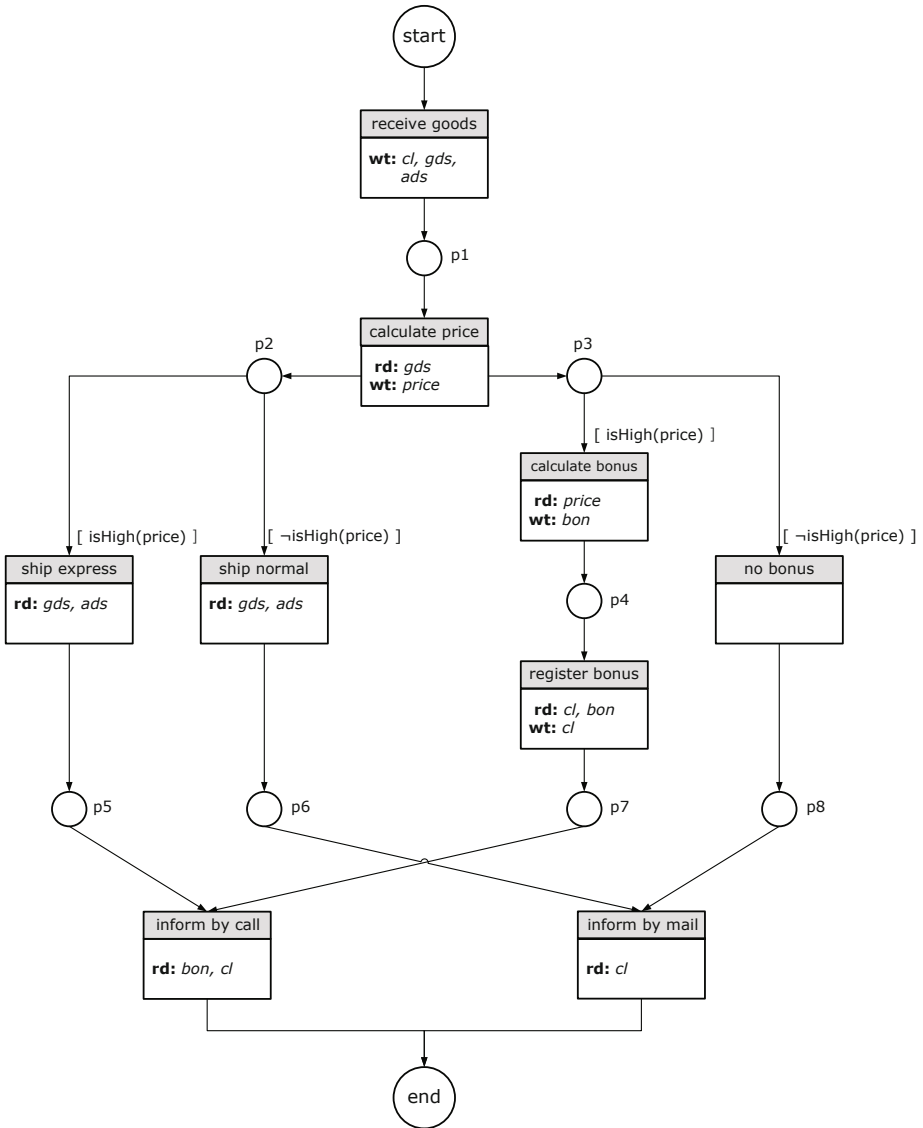 start
receive goods
wt: cl, gds,
ads
p1
calculate price
rd: gds
wt: price
p2
p3
[ isHigh(price) ]
calculate bonus
rd: price
wt: bon
[ isHigh(price) ]
[ ¬isHigh(price) ]
[ ¬isHigh(price) ]
ship express
rd: gds, ads
ship normal
rd: gds, ads
no bonus
p4
register bonus
rd: cl, bon
wt: cl
p5
p6
p7
p8
inform by call
rd: bon, cl
inform by mail
rd: cl
end